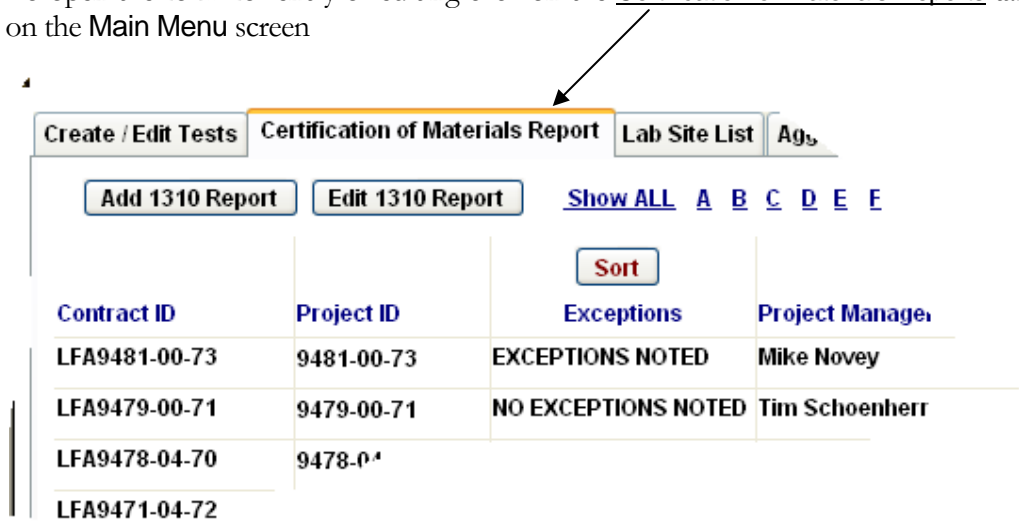 on the Main Menu screen
Create / Edit Tests Certification of Materials Report Lab Site List
Add 1310 Report Edit 1310 Report Show ALL A B C D E F
Sort
Contract ID Project ID Exceptions Project Manager
LFA9481-00-73 9481-00-73 EXCEPTIONS NOTED Mike Novey
LFA9479-00-71 9479-00-71 NO EXCEPTIONS NOTED Tim Schoenherr
LFA9478-04-70
LFA9471-04-72